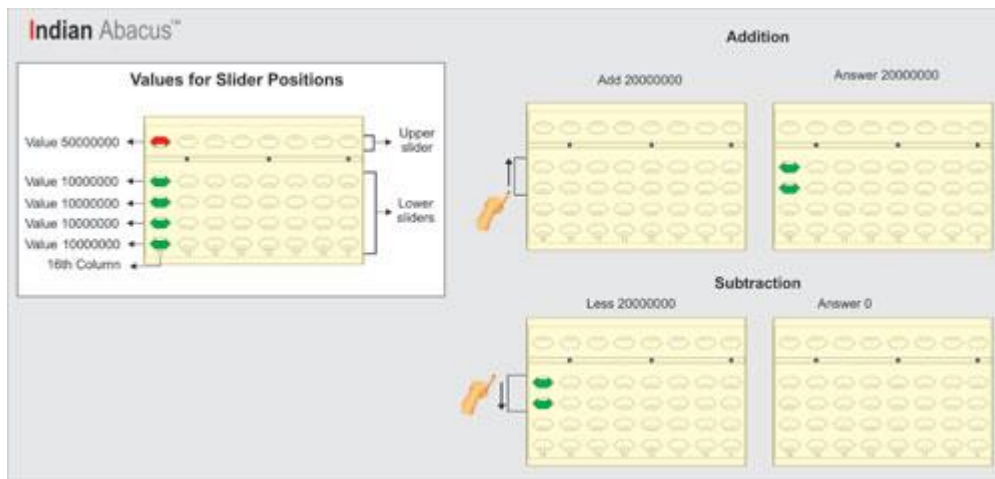 Indian Abacus™
Values for Slider Positions
Value 50000000
Upper
slider
Value 10000000
Value 10000000
Value 10000000
Value 10000000
Lower
sliders
16th Column
Addition
Add 20000000
Answer 20000000
Subtraction
Less 20000000
Answer 0